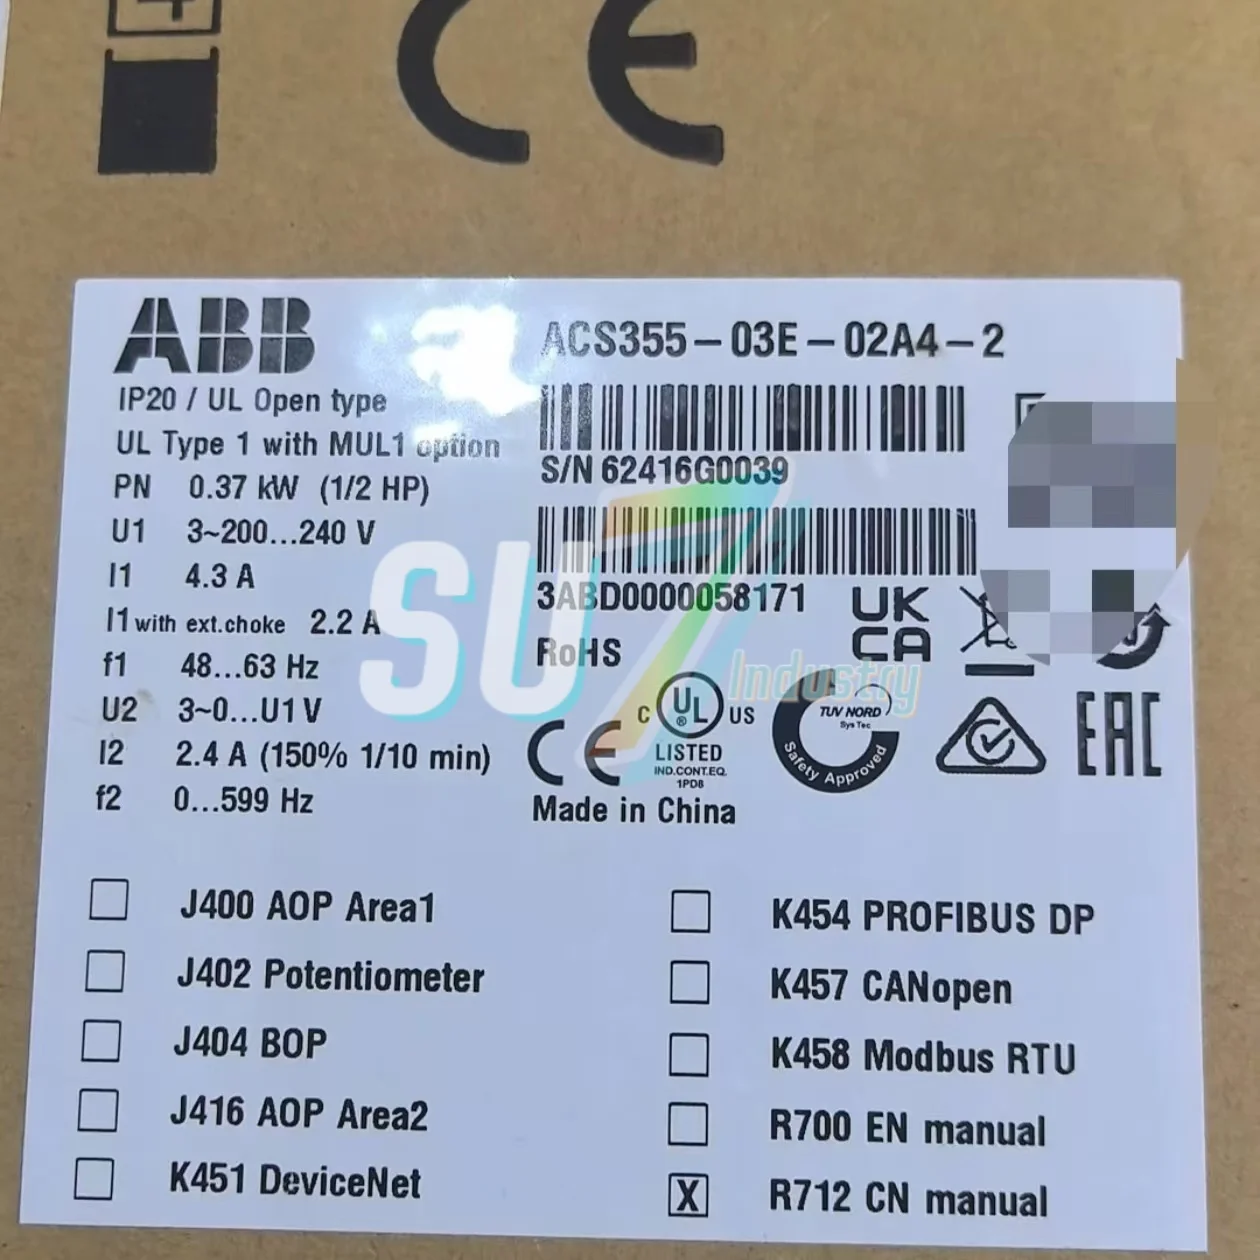 CE
ABB
ACS355-03E-02A4-2
IP20 / UL Open type
UL Type 1 with MUL1 option
S/N 62416G0039
PN 0.37 kW (1/2 HP)
U1 3~200...240 V
I1 4.3 A
3ABD0000058171
I1 with ext.choke 2.2 A
RoHS
UK
CA
f1 48...63 Hz
U2 3~0...U1 V
I2 2.4 A (150% 1/10 min)
f2 0...599 Hz
SU7
Industry
CE
C UL ® US
LISTED
IND.CONT.EQ.
1PD8
TUV NORD
SysTec
Safety Approved
EAC
Made in China
J400 AOP Area1
J402 Potentiometer
J404 BOP
J416 AOP Area2
K451 DeviceNet
K454 PROFIBUS DP
K457 CANopen
K458 Modbus RTU
R700 EN manual
X R712 CN manual